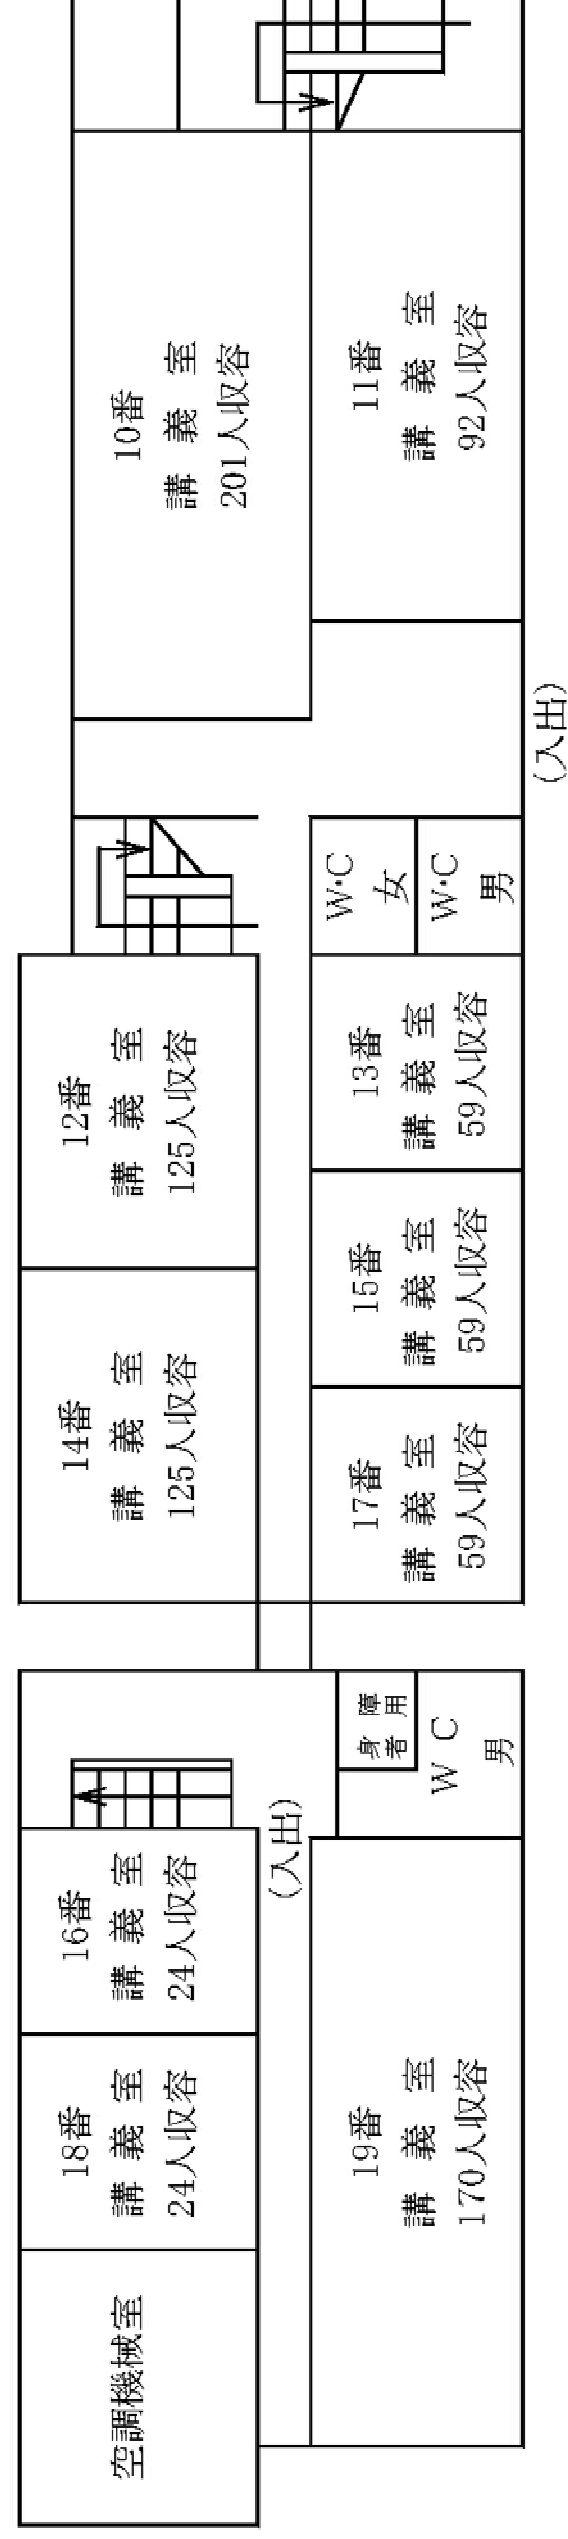 10番
講義室
201人収容
11番
講義室
92人収容
(入出)
W·C
女
W·C
男
12番
講義室
125人収容
13番
講義室
59人収容
14番
講義室
125人収容
15番
講義室
59人収容
17番
講義室
59人収容
身障
者用
W C
男
(入出)
16番
講義室
24人収容
18番
講義室
24人収容
19番
講義室
170人収容
空調機械室